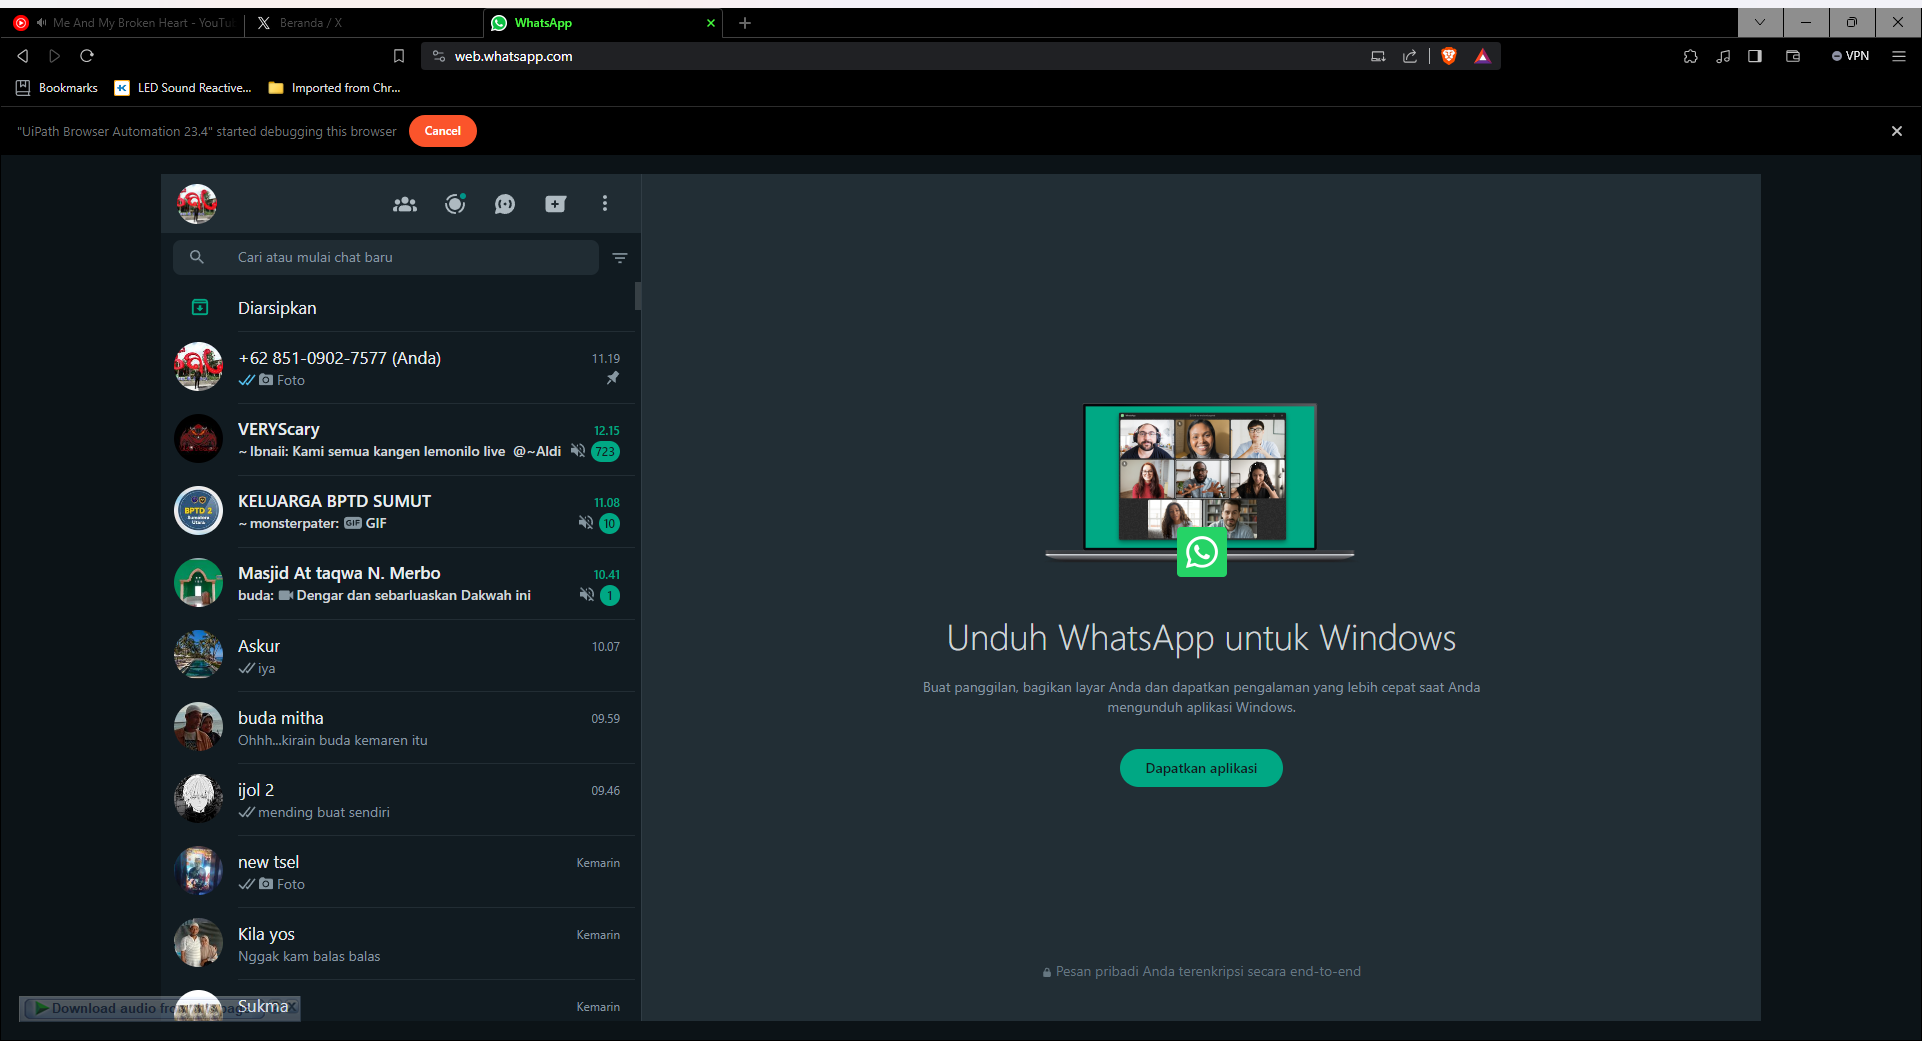 Me And My Broken Heart - YouTu
Beranda / X
WhatsApp
web.whatsapp.com
VPN
Bookmarks
LED Sound Reactive...
Imported from Chr...
"UiPath Browser Automation 23.4" started debugging this browser
Cancel
Cari atau mulai chat baru
Diarsipkan
+62 851-0902-7577 (Anda)
11.19
Foto
VERYScary
12.15
~ Ibnaii: Kami semua kangen lemonilo live @~Aldi
723
KELUARGA BPTD SUMUT
11.08
~ monsterpater: GIF GIF
10
BPTD 2
Sumatera
Utara
Masjid At taqwa N. Merbo
10.41
buda: Dengar dan sebarluaskan Dakwah ini
1
Askur
10.07
iya
buda mitha
09.59
Ohhh...kirain buda kemaren itu
ijol 2
09.46
mending buat sendiri
new tsel
Kemarin
Foto
Kila yos
Kemarin
Nggak kam balas balas
Sukma
Kemarin
Download audio
Unduh WhatsApp untuk Windows
Buat panggilan, bagikan layar Anda dan dapatkan pengalaman yang lebih cepat saat Anda
mengunduh aplikasi Windows.
Dapatkan aplikasi
Pesan pribadi Anda terenkripsi secara end-to-end